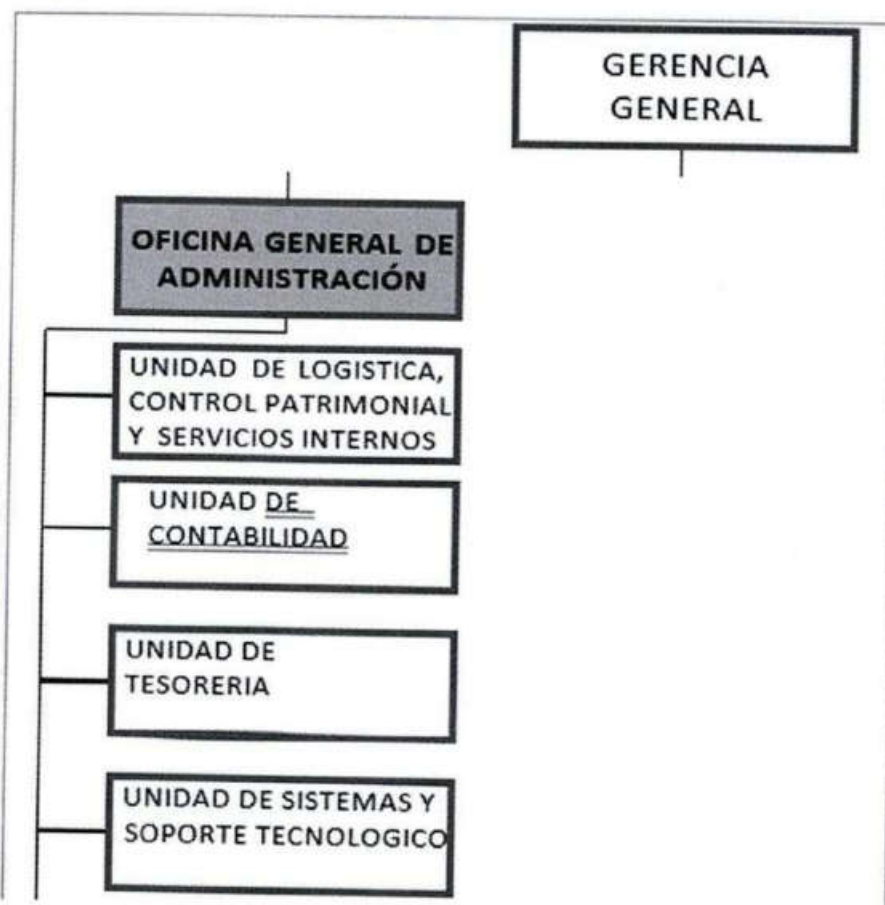 GERENCIA
GENERAL
OFICINA GENERAL DE
ADMINISTRACIÓN
UNIDAD DE LOGISTICA,
CONTROL PATRIMONIAL
Y SERVICIOS INTERNOS
UNIDAD DE
CONTABILIDAD
UNIDAD DE
TESORERIA
UNIDAD DE SISTEMAS Y
SOPORTE TECNOLOGICO